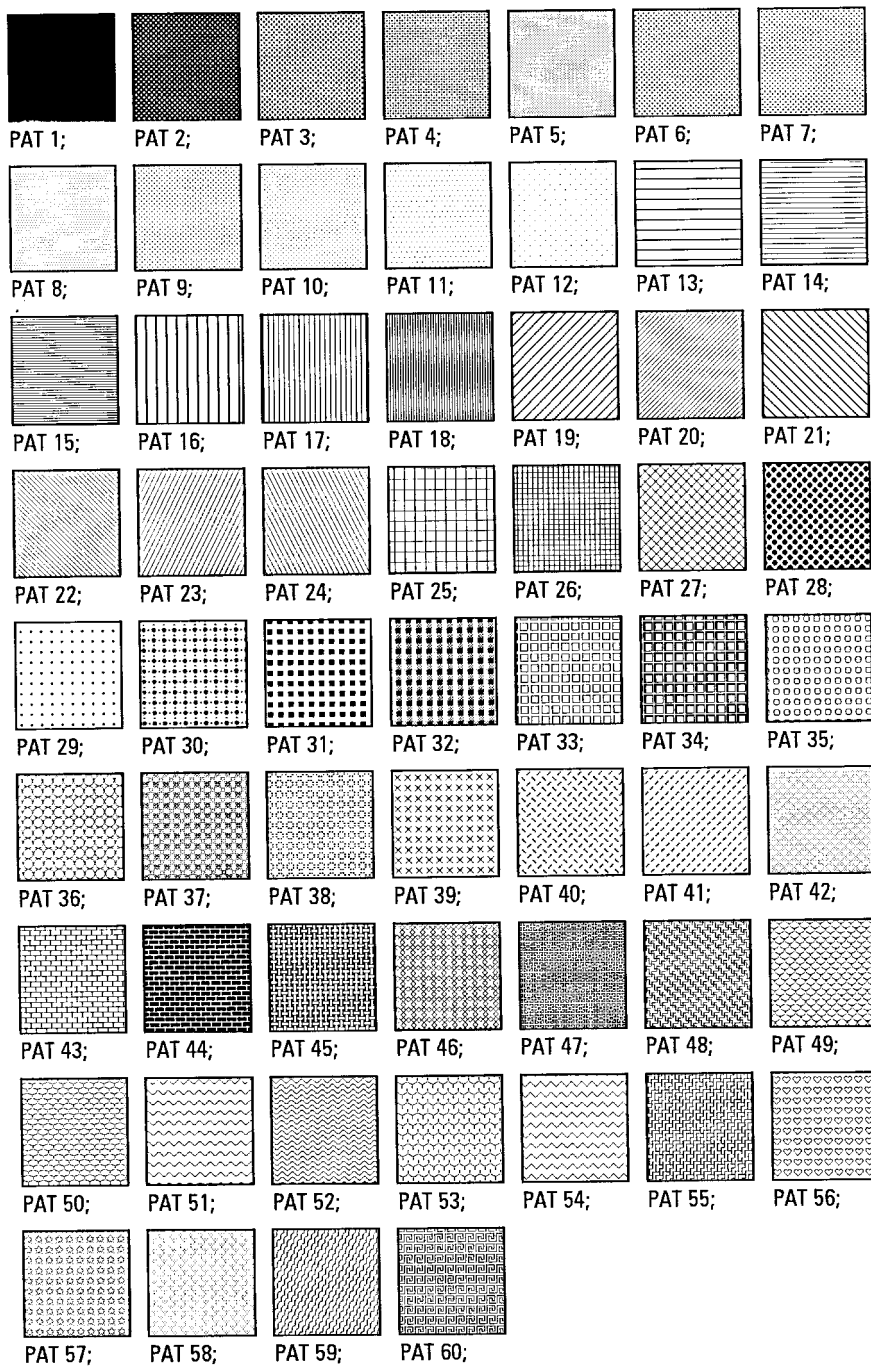 PAT 1; PAT 2; PAT 3; PAT 4; PAT 5; PAT 6; PAT 7;
PAT 8; PAT 9; PAT 10; PAT 11; PAT 12; PAT 13; PAT 14;
PAT 15; PAT 16; PAT 17; PAT 18; PAT 19; PAT 20; PAT 21;
PAT 22; PAT 23; PAT 24; PAT 25; PAT 26; PAT 27; PAT 28;
PAT 29; PAT 30; PAT 31; PAT 32; PAT 33; PAT 34; PAT 35;
PAT 36; PAT 37; PAT 38; PAT 39; PAT 40; PAT 41; PAT 42;
PAT 43; PAT 44; PAT 45; PAT 46; PAT 47; PAT 48; PAT 49;
PAT 50; PAT 51; PAT 52; PAT 53; PAT 54; PAT 55; PAT 56;
PAT 57; PAT 58; PAT 59; PAT 60;